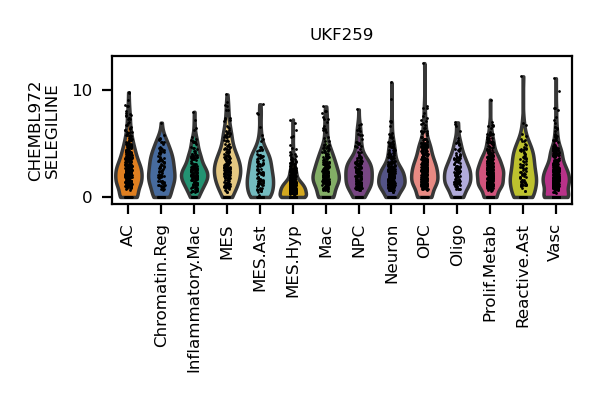 UKF259
CHEMBL972
SELEGILINE
10
0
AC
Chromatin.Reg
Inflammatory.Mac
MES
MES.Ast
MES.Hyp
Mac
NPC
Neuron
OPC
Oligo
Prolif.Metab
Reactive.Ast
Vasc